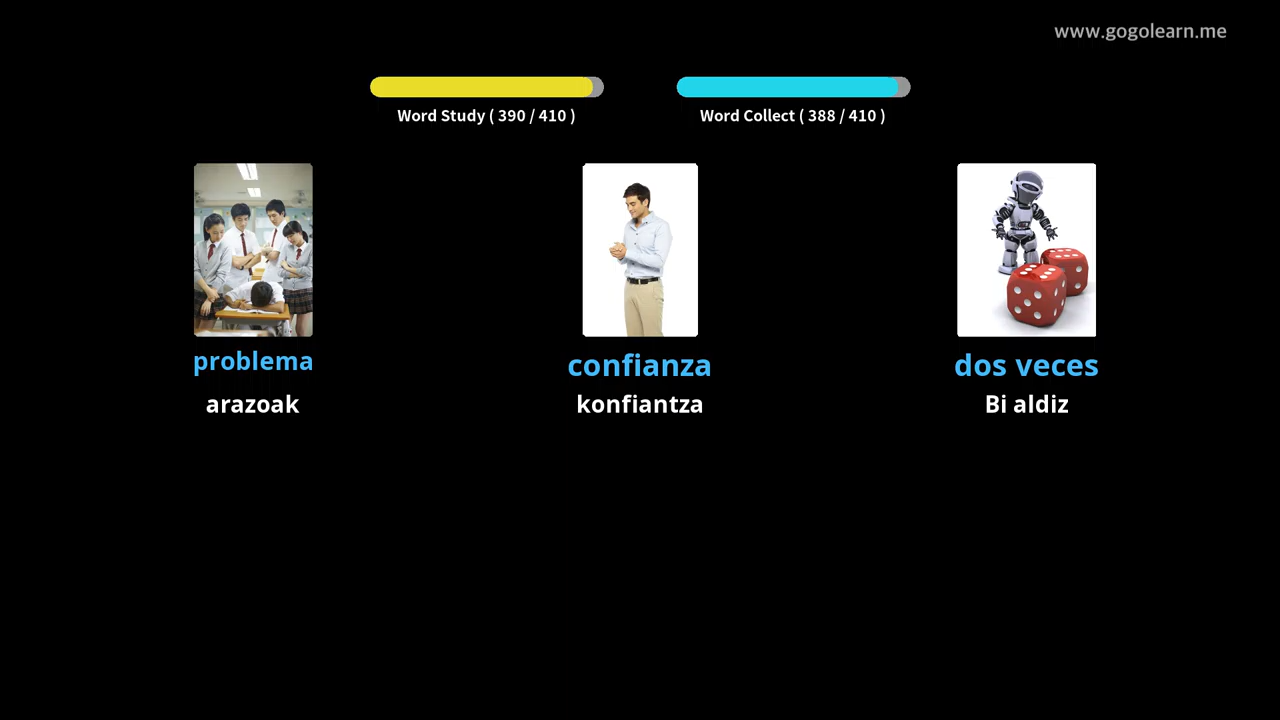 www.gogolearn.me
Word Study ( 390 / 410 )
Word Collect ( 388 / 410 )
problema
confianza
dos veces
arazoak
konfiantza
Bi aldiz